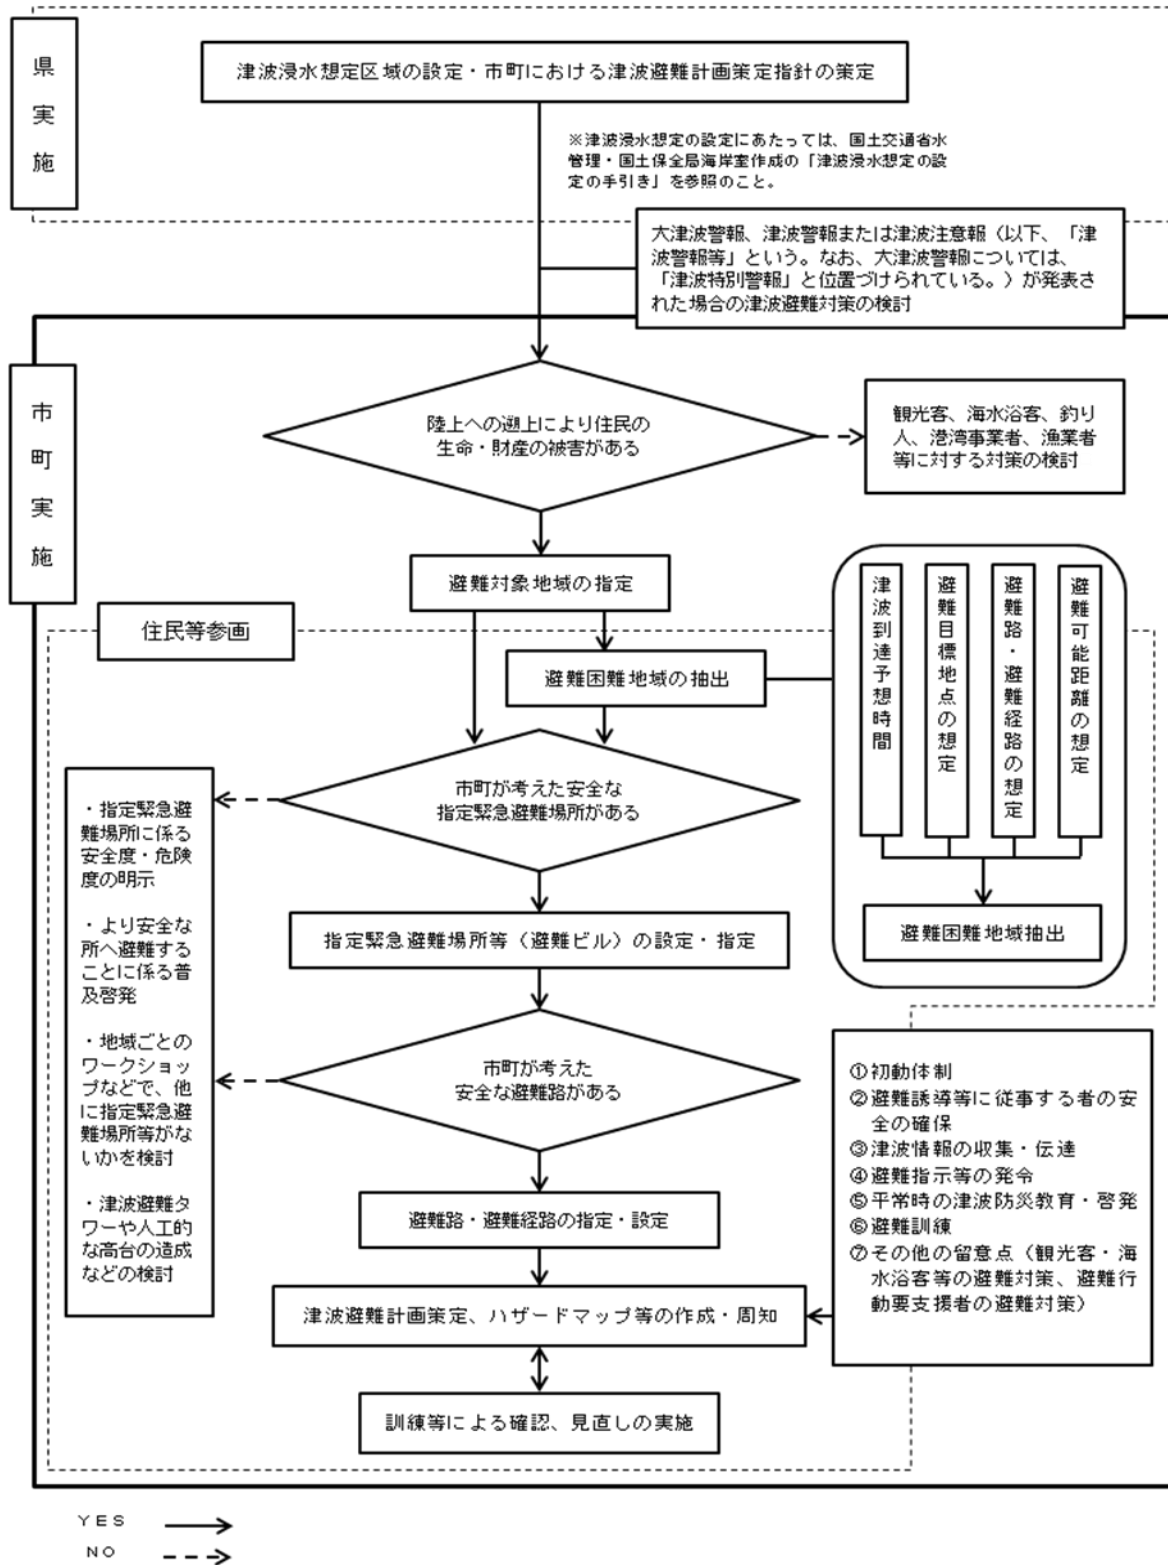 県実施
津波浸水想定区域の設定・市町における津波避難計画策定指針の策定
※津波浸水想定の設定にあたっては、国土交通省水
管理・国土保全局海岸室作成の「津波浸水想定の設
定の手引き」を参照のこと。
大津波警報、津波警報または津波注意報（以下、「津
波警報等」という。なお、大津波警報については、
「津波特別警報」と位置づけられている。）が発表さ
れた場合の津波避難対策の検討
市町実施
陸上への遡上により住民の
生命・財産の被害がある
観光客、海水浴客、釣り
人、港湾事業者、漁業者
等に対する対策の検討
避難対象地域の指定
住民等参画
避難困難地域の抽出
津波到達予想時間
避難目標地点の想定
避難路・避難経路の想定
避難可能距離の想定
避難困難地域抽出
市町が考えた安全な
指定緊急避難場所がある
・指定緊急避
難場所に係る
安全度・危険
度の明示
・より安全な
所へ避難する
ことに係る普
及啓発
・地域ごとの
ワークショッ
プなどで、他
に指定緊急避
難場所等がな
いかを検討
・津波避難タ
ワーや人工的
な高台の造成
などの検討
指定緊急避難場所等（避難ビル）の設定・指定
市町が考えた
安全な避難路がある
避難路・避難経路の指定・設定
①初動体制
②避難誘導等に従事する者の安
全の確保
③津波情報の収集・伝達
④避難指示等の発令
⑤平常時の津波防災教育・啓発
⑥避難訓練
⑦その他の留意点（観光客・海
水浴客等の避難対策、避難行
動要支援者の避難対策）
津波避難計画策定、ハザードマップ等の作成・周知
訓練等による確認、見直しの実施
YES
NO